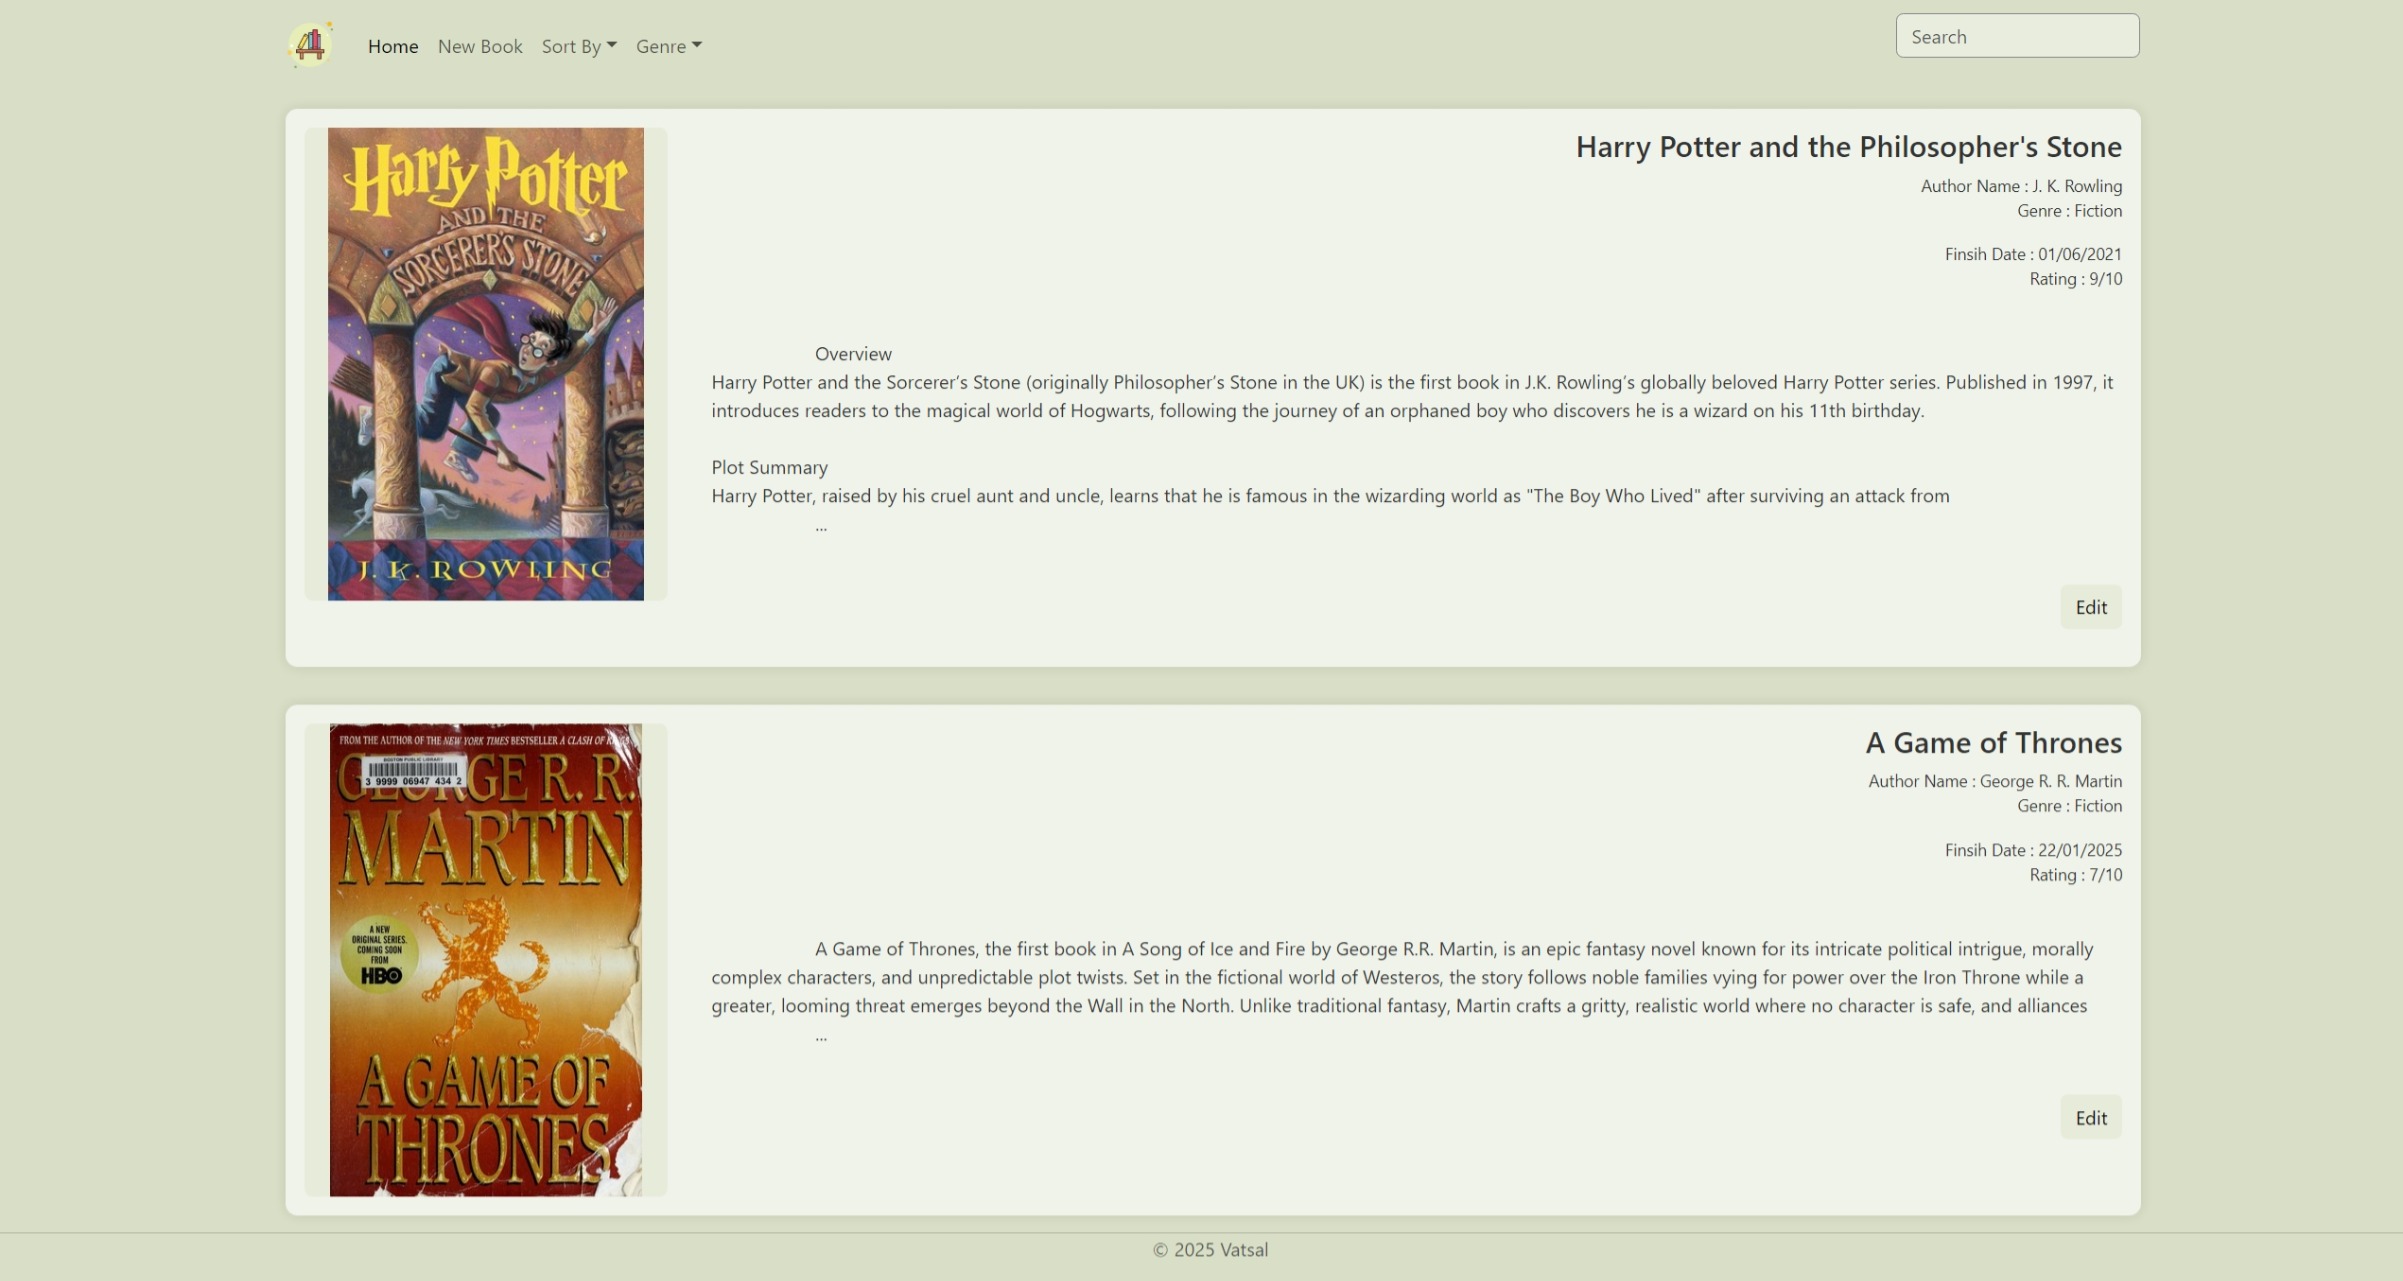 Home New Book Sort By Genre Search
Harry Potter
AND THE
SORCERER'S STONE
J. K. ROWLING
Harry Potter and the Philosopher's Stone
Author Name : J. K. Rowling
Genre : Fiction
Finsih Date : 01/06/2021
Rating : 9/10
Overview
Harry Potter and the Sorcerer’s Stone (originally Philosopher’s Stone in the UK) is the first book in J.K. Rowling’s globally beloved Harry Potter series. Published in 1997, it
introduces readers to the magical world of Hogwarts, following the journey of an orphaned boy who discovers he is a wizard on his 11th birthday.
Plot Summary
Harry Potter, raised by his cruel aunt and uncle, learns that he is famous in the wizarding world as "The Boy Who Lived" after surviving an attack from
...
Edit
FROM THE AUTHOR OF THE NEW YORK TIMES BESTSELLER A CLASH OF
BOSTON PUBLIC LIBRARY
3 9999 06947 434 2
GE R. R.
MARTIN
A NEW
ORIGINAL SERIES.
COMING SOON
FROM
HBO
A GAME OF
THRONES
A Game of Thrones
Author Name : George R. R. Martin
Genre : Fiction
Finsih Date : 22/01/2025
Rating : 7/10
A Game of Thrones, the first book in A Song of Ice and Fire by George R.R. Martin, is an epic fantasy novel known for its intricate political intrigue, morally
complex characters, and unpredictable plot twists. Set in the fictional world of Westeros, the story follows noble families vying for power over the Iron Throne while a
greater, looming threat emerges beyond the Wall in the North. Unlike traditional fantasy, Martin crafts a gritty, realistic world where no character is safe, and alliances
...
Edit
© 2025 Vatsal